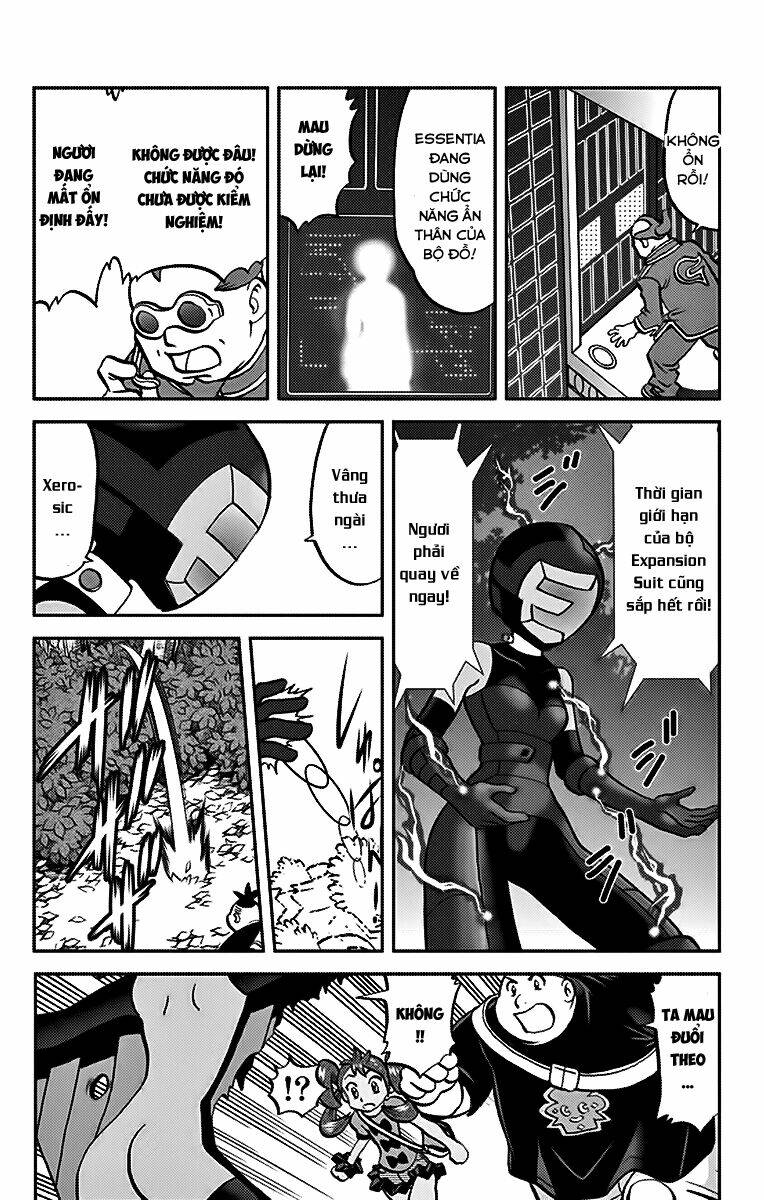 KHÔNG
ỔN
RỒI!
ESSENTIA
ĐANG
DÙNG
CHỨC
NĂNG ẨN
THÂN CỦA
BỘ ĐỒ!
MAU
DỪNG
LẠI!
KHÔNG ĐƯỢC ĐÂU!
CHỨC NĂNG ĐÓ
CHƯA ĐƯỢC KIỂM
NGHIỆM!
NGƯƠI
ĐANG
MẤT ỔN
ĐỊNH ĐẤY!
Thời gian
giới hạn
của bộ
Expansion
Suit cũng
sắp hết rồi!
Ngươi
phải
quay về
ngay!
Vâng
thưa
ngài
...
Xero-
sic
...
TA MAU
ĐUỔI
THEO
...
KHÔNG
!!
!?